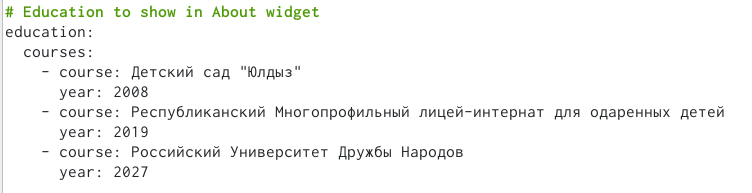 # Education to show in About widget
education:
  courses:
    - course: Детский сад "Юлдыз"
      year: 2008
    - course: Республиканский Многопрофильный лицей-интернат для одаренных детей
      year: 2019
    - course: Российский Университет Дружбы Народов
      year: 2027